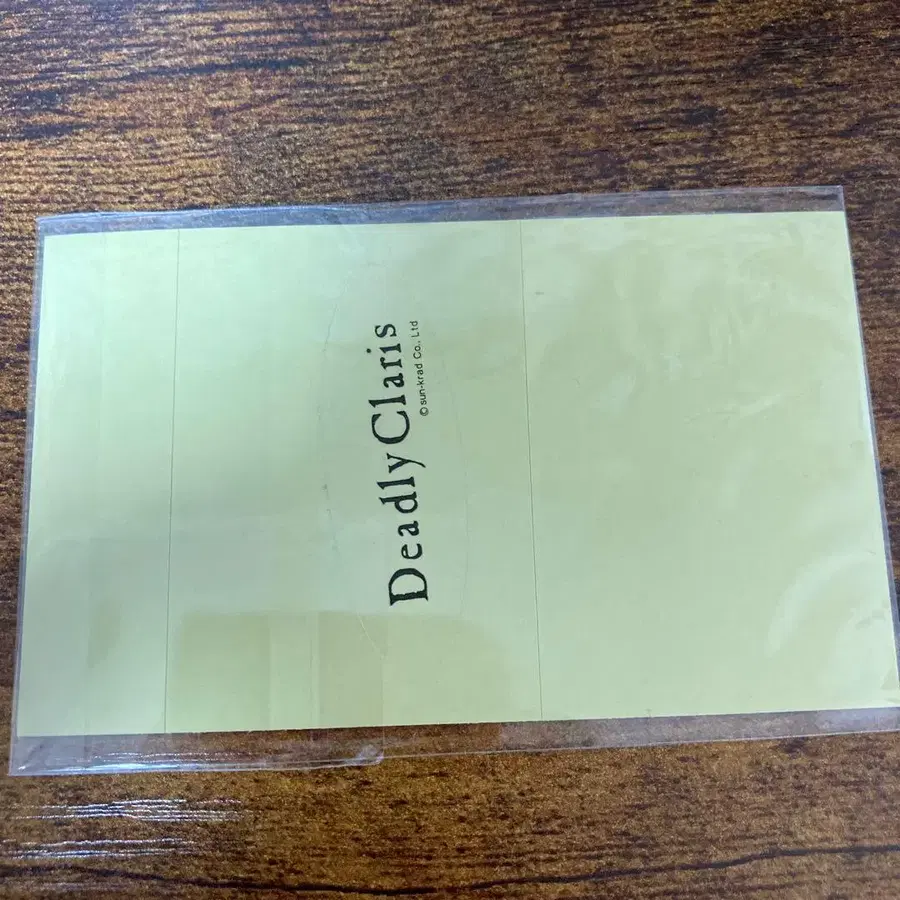 Deadly Claris
© sun-krad Co., Ltd